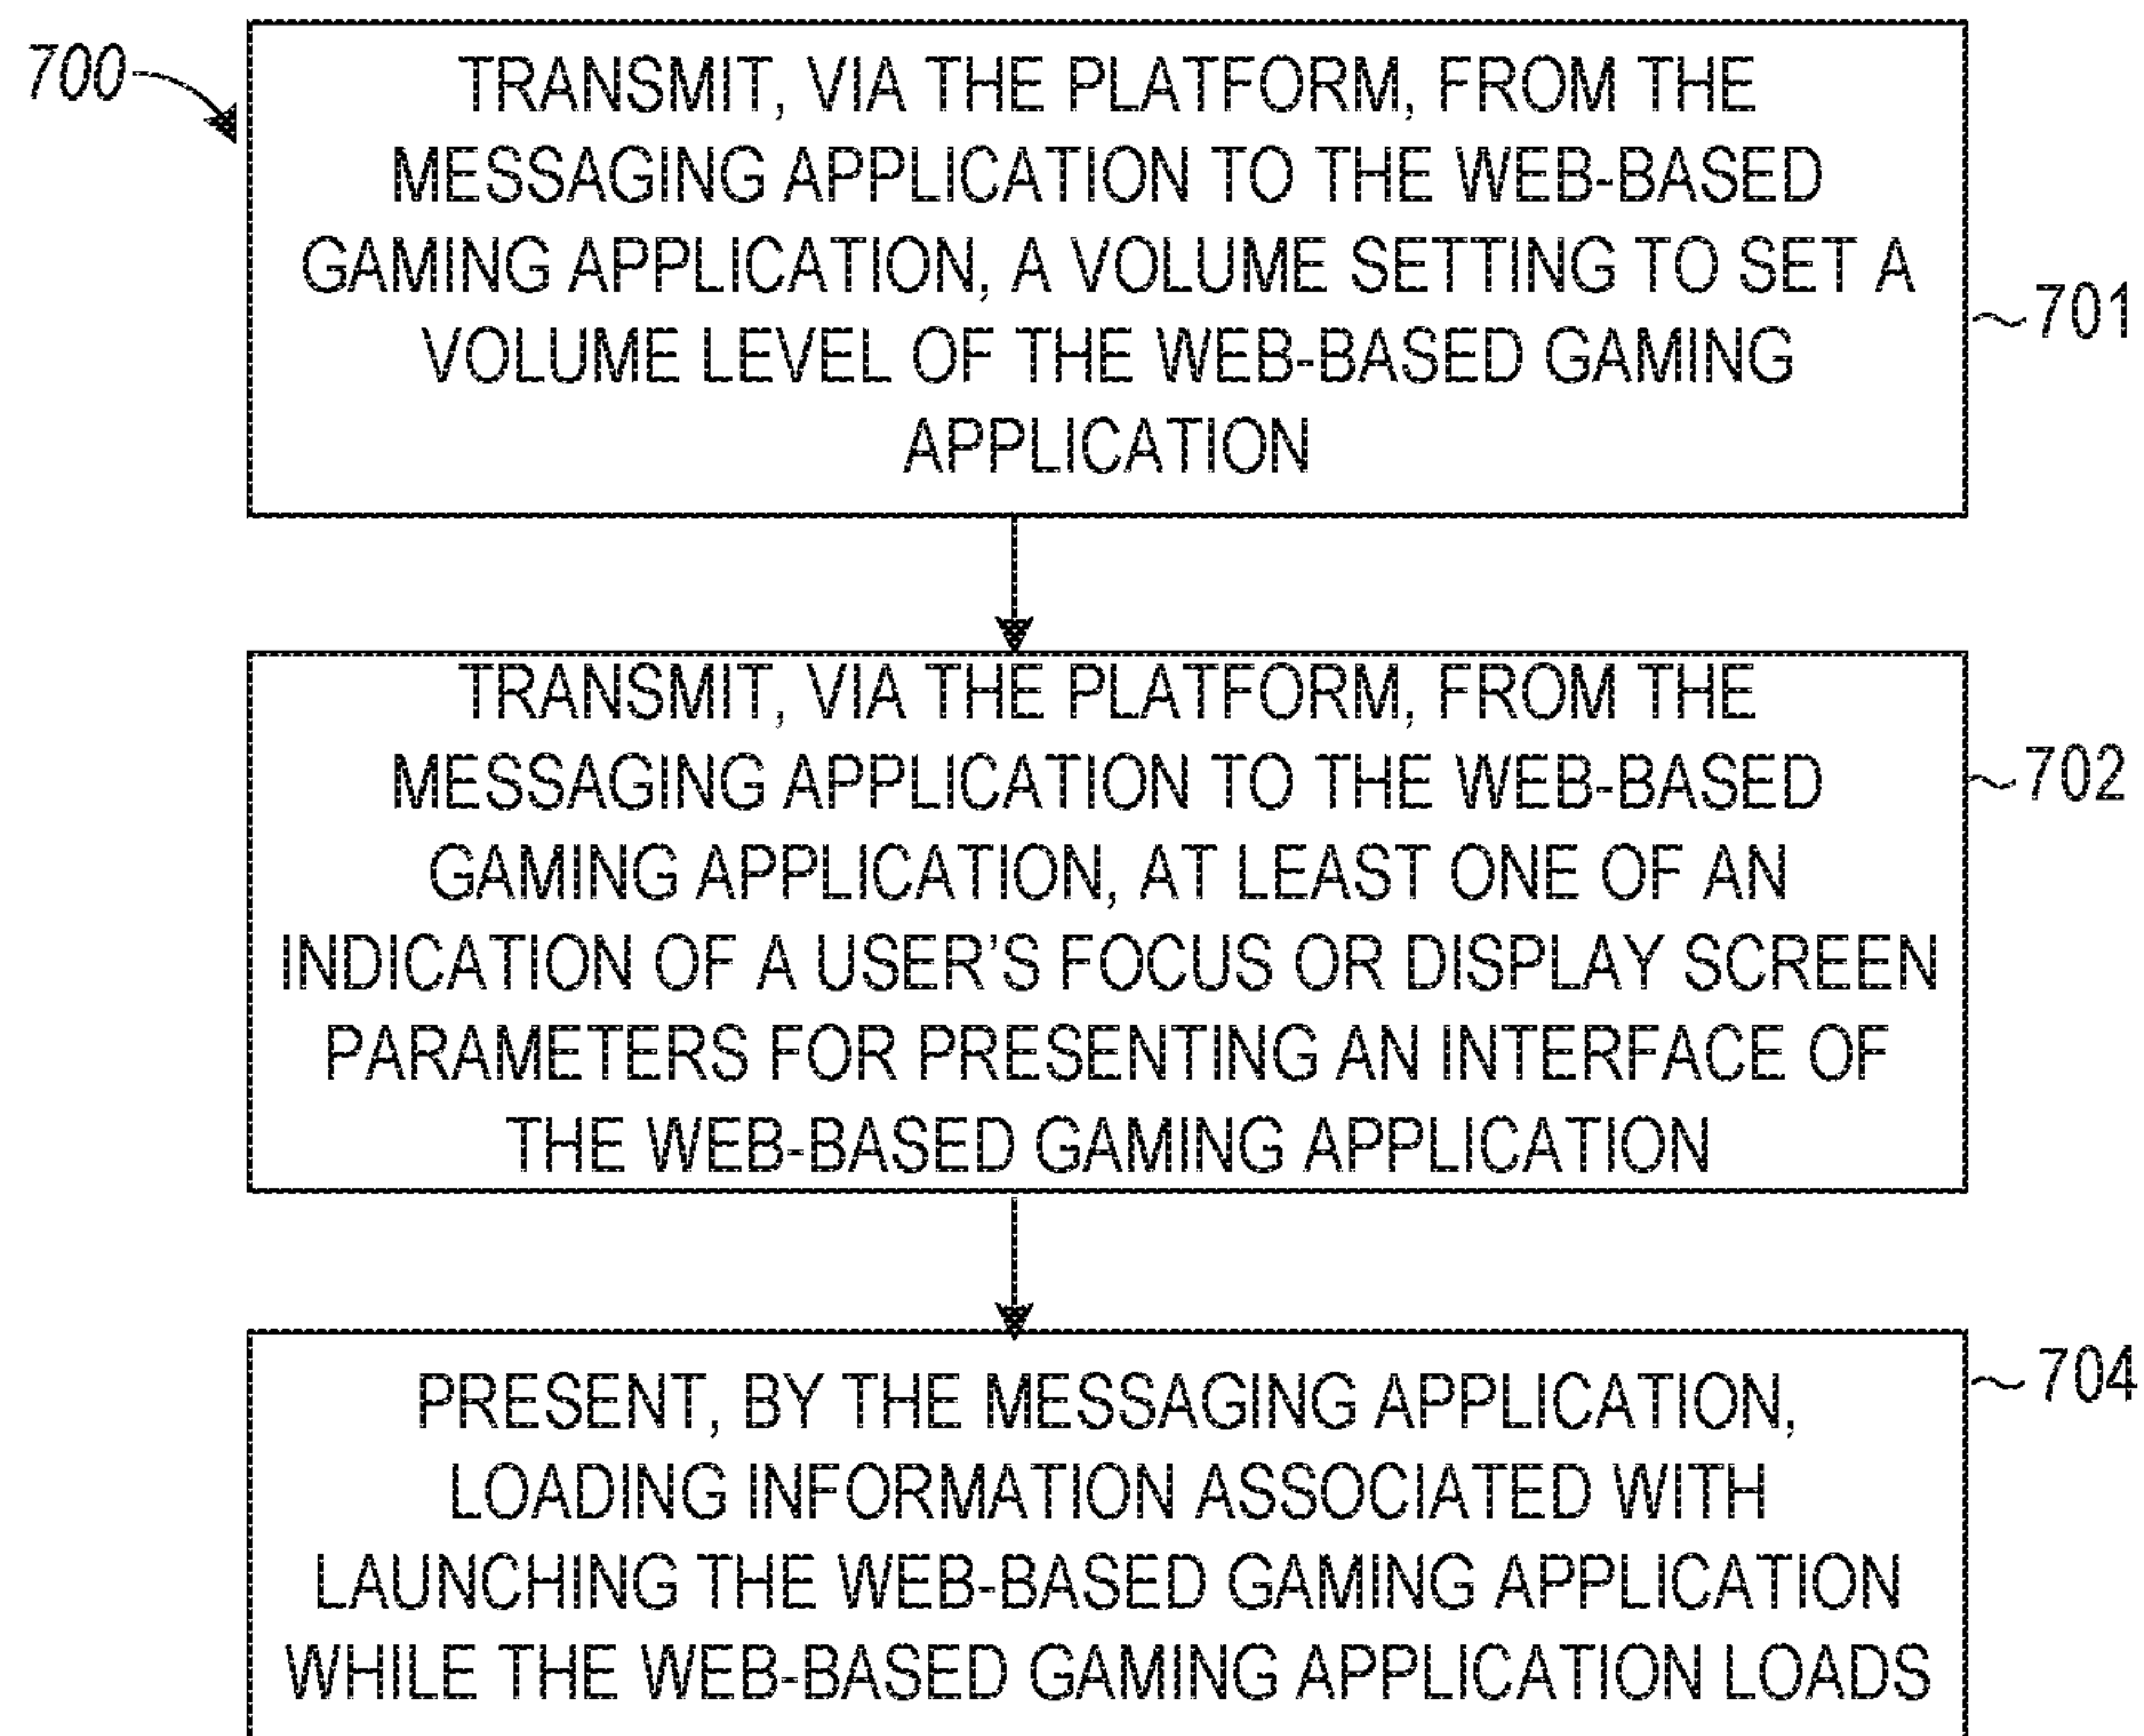 700
TRANSMIT, VIA THE PLATFORM, FROM THE
MESSAGING APPLICATION TO THE WEB-BASED
GAMING APPLICATION, A VOLUME SETTING TO SET A
VOLUME LEVEL OF THE WEB-BASED GAMING
APPLICATION
701
TRANSMIT, VIA THE PLATFORM, FROM THE
MESSAGING APPLICATION TO THE WEB-BASED
GAMING APPLICATION, AT LEAST ONE OF AN
INDICATION OF A USER'S FOCUS OR DISPLAY SCREEN
PARAMETERS FOR PRESENTING AN INTERFACE OF
THE WEB-BASED GAMING APPLICATION
702
PRESENT, BY THE MESSAGING APPLICATION,
LOADING INFORMATION ASSOCIATED WITH
LAUNCHING THE WEB-BASED GAMING APPLICATION
WHILE THE WEB-BASED GAMING APPLICATION LOADS
704